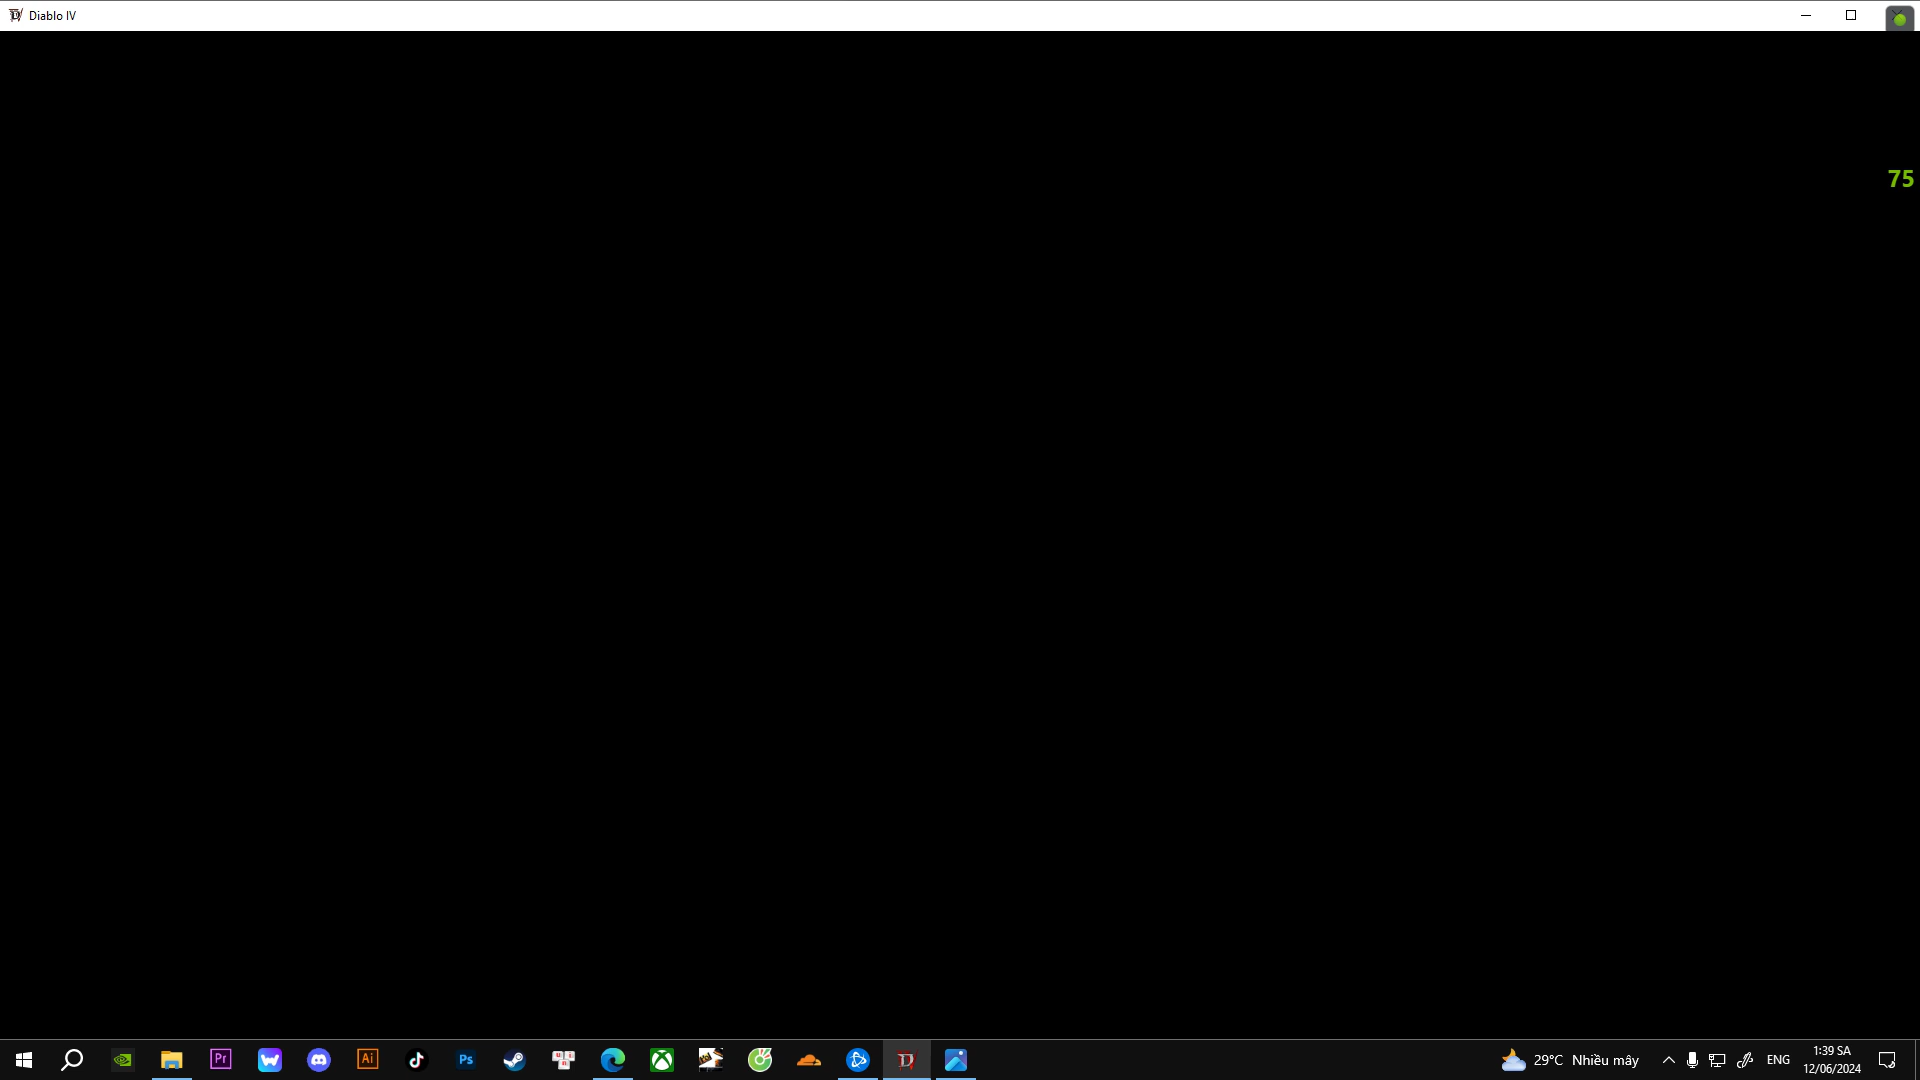 Diablo IV
75
Pr
Ai
Ps
29°C Nhiều mây
ENG
1:39 SA
12/06/2024